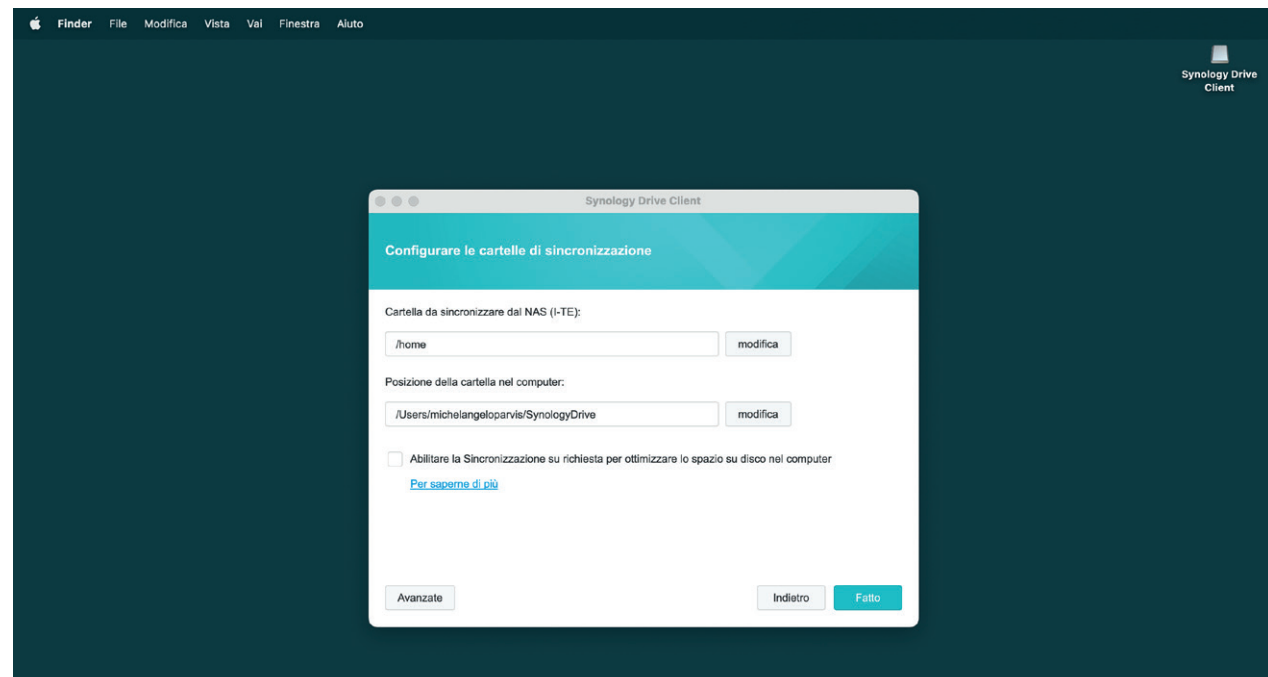 Finder File Modifica Vista Vai Finestra Aiuto
Synology Drive
Client
Synology Drive Client
Configurare le cartelle di sincronizzazione
Cartella da sincronizzare dal NAS (I-TE):
/home
modifica
Posizione della cartella nel computer:
/Users/michelangeloparvis/SynologyDrive
modifica
Abilitare la Sincronizzazione su richiesta per ottimizzare lo spazio su disco nel computer
Per saperne di più
Avanzate
Indietro
Fatto